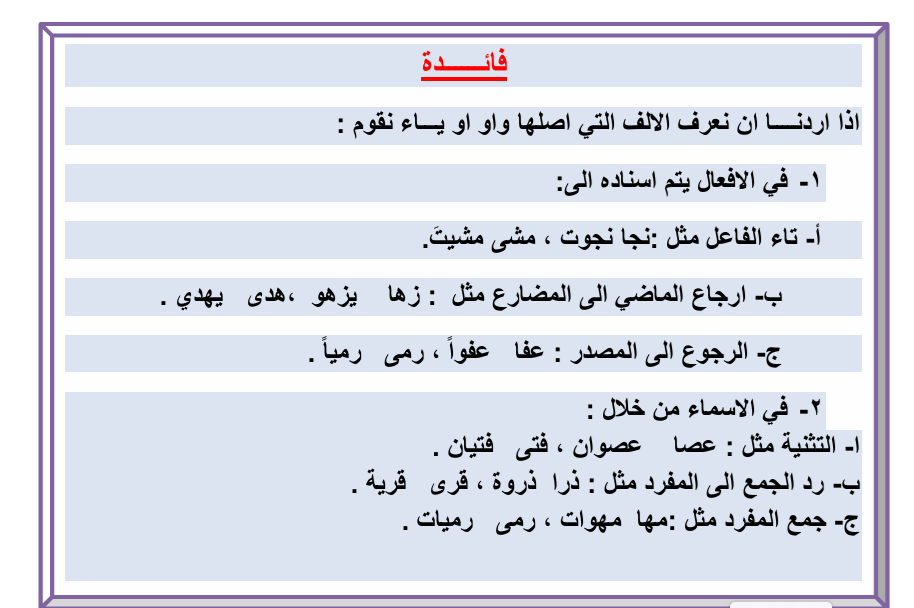 فائــــــدة
اذا اردنــــا ان نعرف الالف التي اصلها واو او يـــاء نقوم :
١- في الافعال يتم اسناده الى:
أ- تاء الفاعل مثل :نجا نجوت ، مشى مشيتَ.
ب- ارجاع الماضي الى المضارع مثل : زها يزهو ،هدى يهدي .
ج- الرجوع الى المصدر : عفا عفواً ، رمى رمياً .
٢- في الاسماء من خلال :
ا- التثنية مثل : عصا عصوان ، فتى فتيان .
ب- رد الجمع الى المفرد مثل : ذرا ذروة ، قرى قرية .
ج- جمع المفرد مثل :مها مهوات ، رمى رميات .